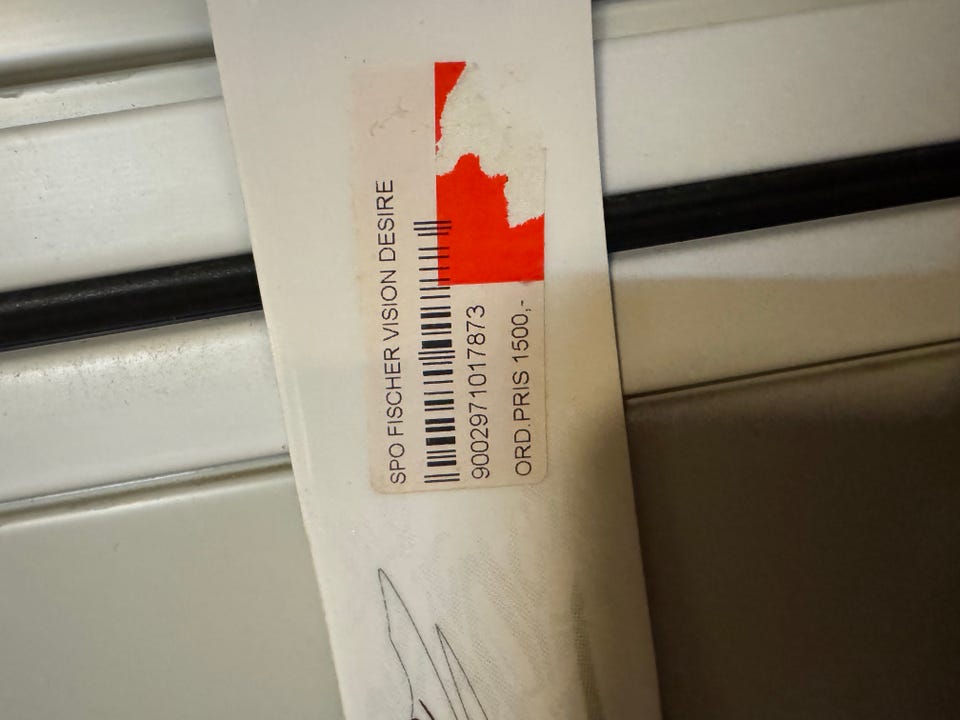 SPO FISCHER VISION DESIRE
9002971017873
ORD.PRIS 1500,-